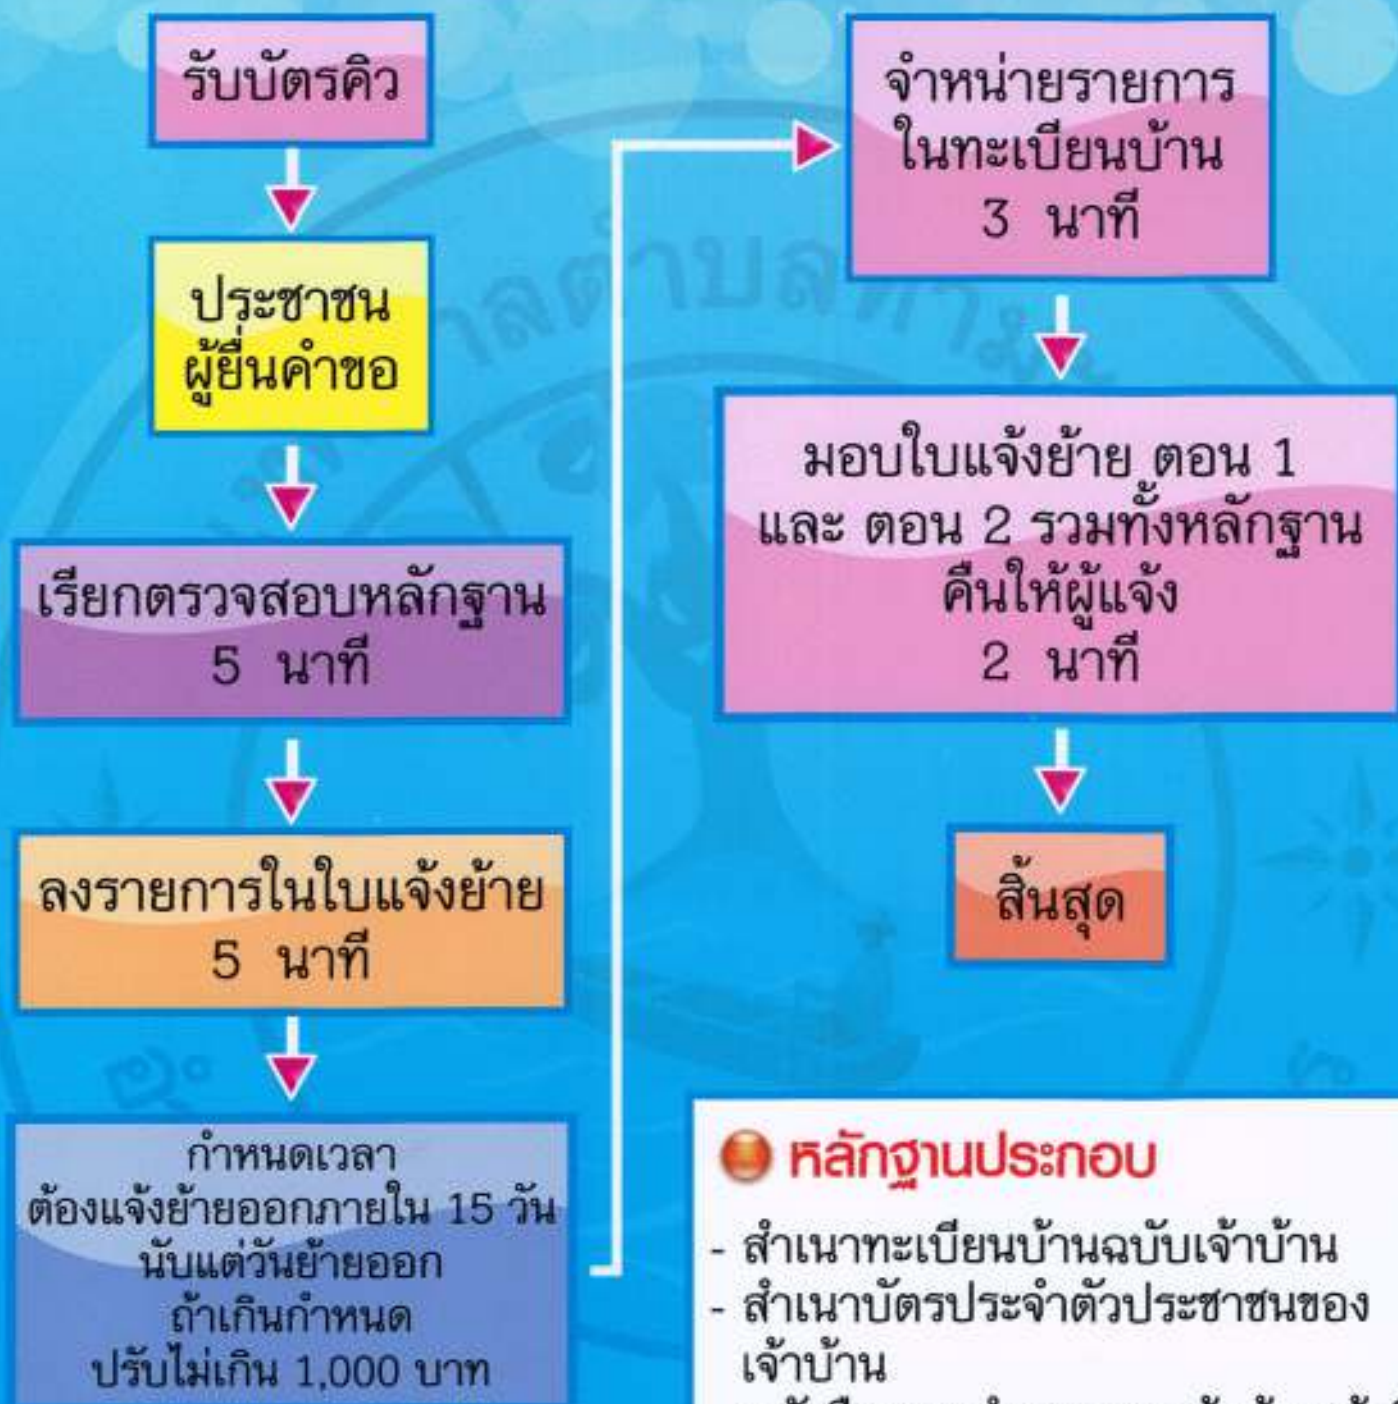 รับบัตรคิว
ประชาชน
ผู้ยื่นคำขอ
เรียกตรวจสอบหลักฐาน
5 นาที
ลงรายการในใบแจ้งย้าย
5 นาที
กำหนดเวลา
ต้องแจ้งย้ายออกภายใน 15 วัน
นับแต่วันย้ายออก
ถ้าเกินกำหนด
ปรับไม่เกิน 1,000 บาท
จำหน่ายรายการ
ในทะเบียนบ้าน
3 นาที
มอบใบแจ้งย้าย ตอน 1
และ ตอน 2 รวมทั้งหลักฐาน
คืนให้ผู้แจ้ง
2 นาที
สิ้นสุด
หลักฐานประกอบ
- สำเนาทะเบียนบ้านฉบับเจ้าบ้าน
- สำเนาบัตรประจำตัวประชาชนของ
เจ้าบ้าน